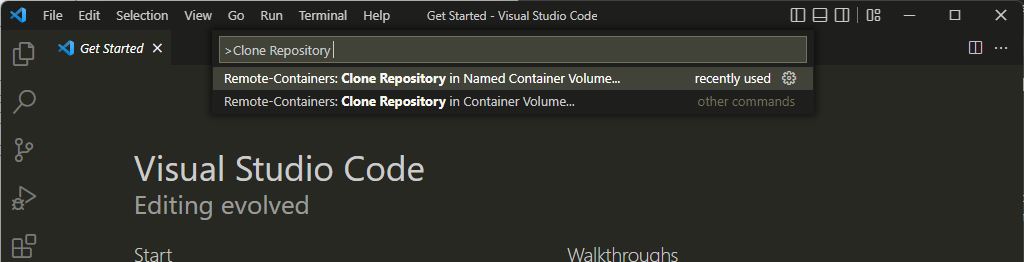 File Edit Selection View Go Run Terminal Help Get Started - Visual Studio Code
Get Started
>Clone Repository
Remote-Containers: Clone Repository in Named Container Volume... recently used
Remote-Containers: Clone Repository in Container Volume... other commands
Visual Studio Code
Editing evolved
Start Walkthroughs